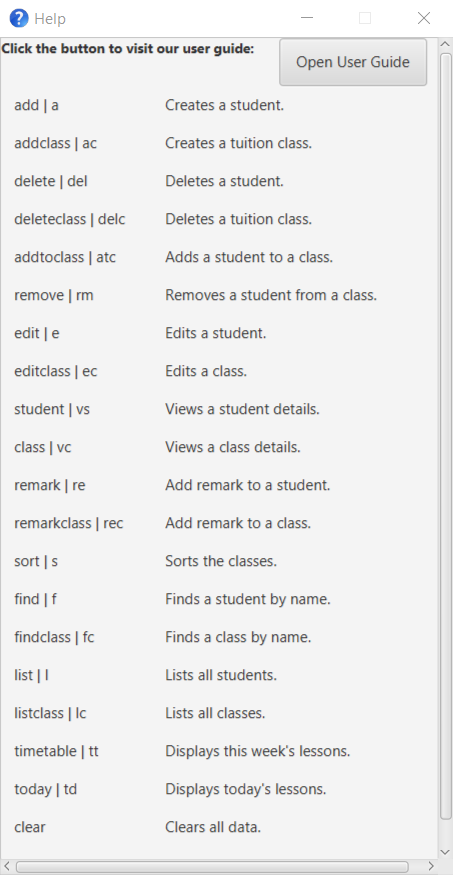 Help
Click the button to visit our user guide: Open User Guide
add | a Creates a student.
addclass | ac Creates a tuition class.
delete | del Deletes a student.
deleteclass | delc Deletes a tuition class.
addtoclass | atc Adds a student to a class.
remove | rm Removes a student from a class.
edit | e Edits a student.
editclass | ec Edits a class.
student | vs Views a student details.
class | vc Views a class details.
remark | re Add remark to a student.
remarkclass | rec Add remark to a class.
sort | s Sorts the classes.
find | f Finds a student by name.
findclass | fc Finds a class by name.
list | l Lists all students.
listclass | lc Lists all classes.
timetable | tt Displays this week's lessons.
today | td Displays today's lessons.
clear Clears all data.